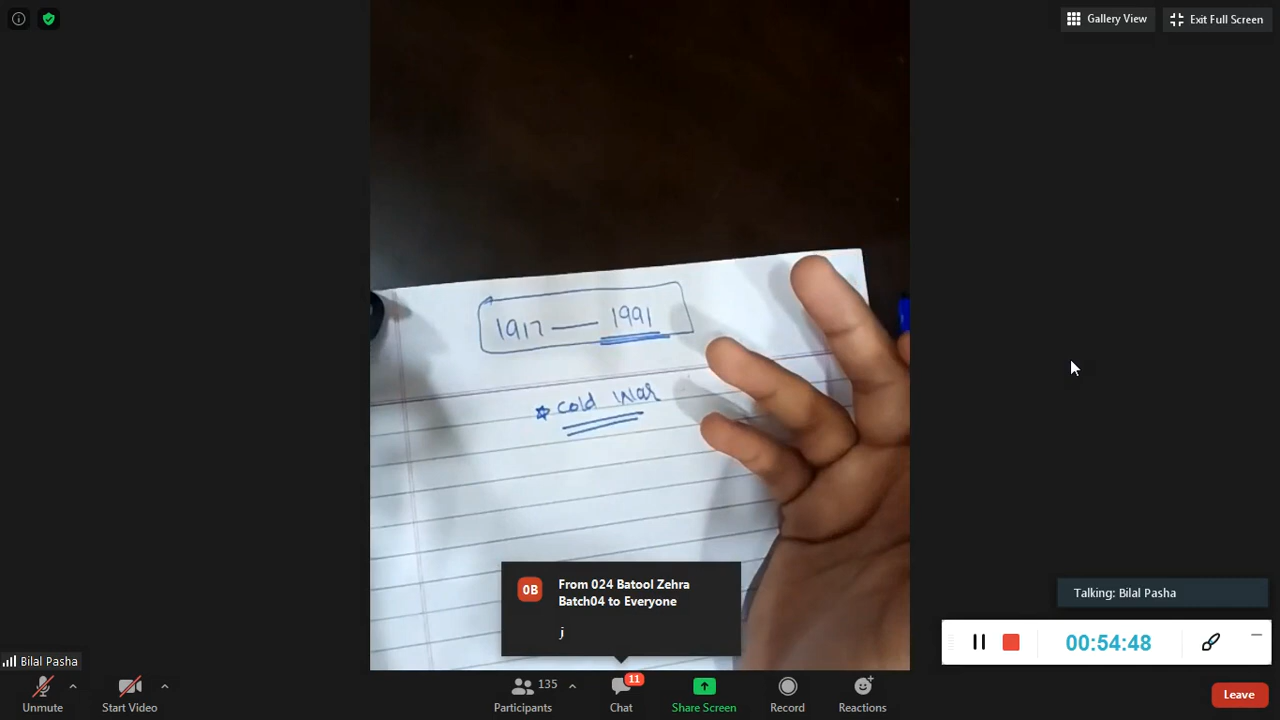 Gallery View
Exit Full Screen
1917 — 1991
* Cold War
From 024 Batool Zehra
Batch04 to Everyone
j
0B
Talking: Bilal Pasha
00:54:48
Bilal Pasha
Unmute
Start Video
135
Participants
11
Chat
Share Screen
Record
Reactions
Leave